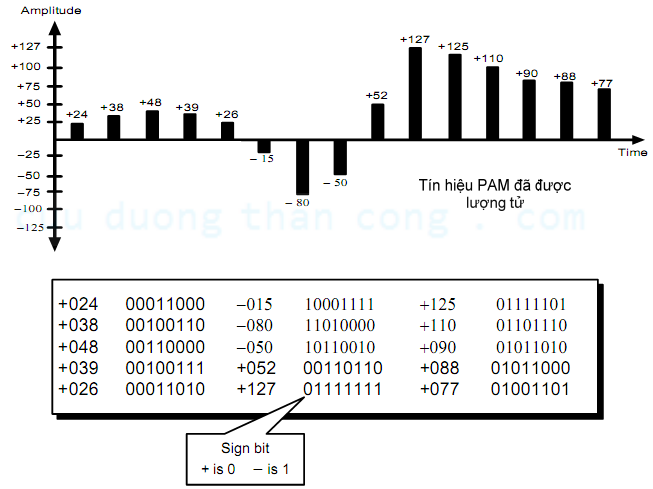 Amplitude
+127
+100
+75
+50
+25
−25
−50
−75
−100
−125
+24
+38
+48
+39
+26
− 15
− 80
− 50
+52
+127
+125
+110
+90
+88
+77
Time
Tín hiệu PAM đã được
lượng tử
duong than cong . com
+024 00011000 −015 10001111 +125 01111101
+038 00100110 −080 11010000 +110 01101110
+048 00110000 −050 10110010 +090 01011010
+039 00100111 +052 00110110 +088 01011000
+026 00011010 +127 01111111 +077 01001101
Sign bit
+ is 0 − is 1